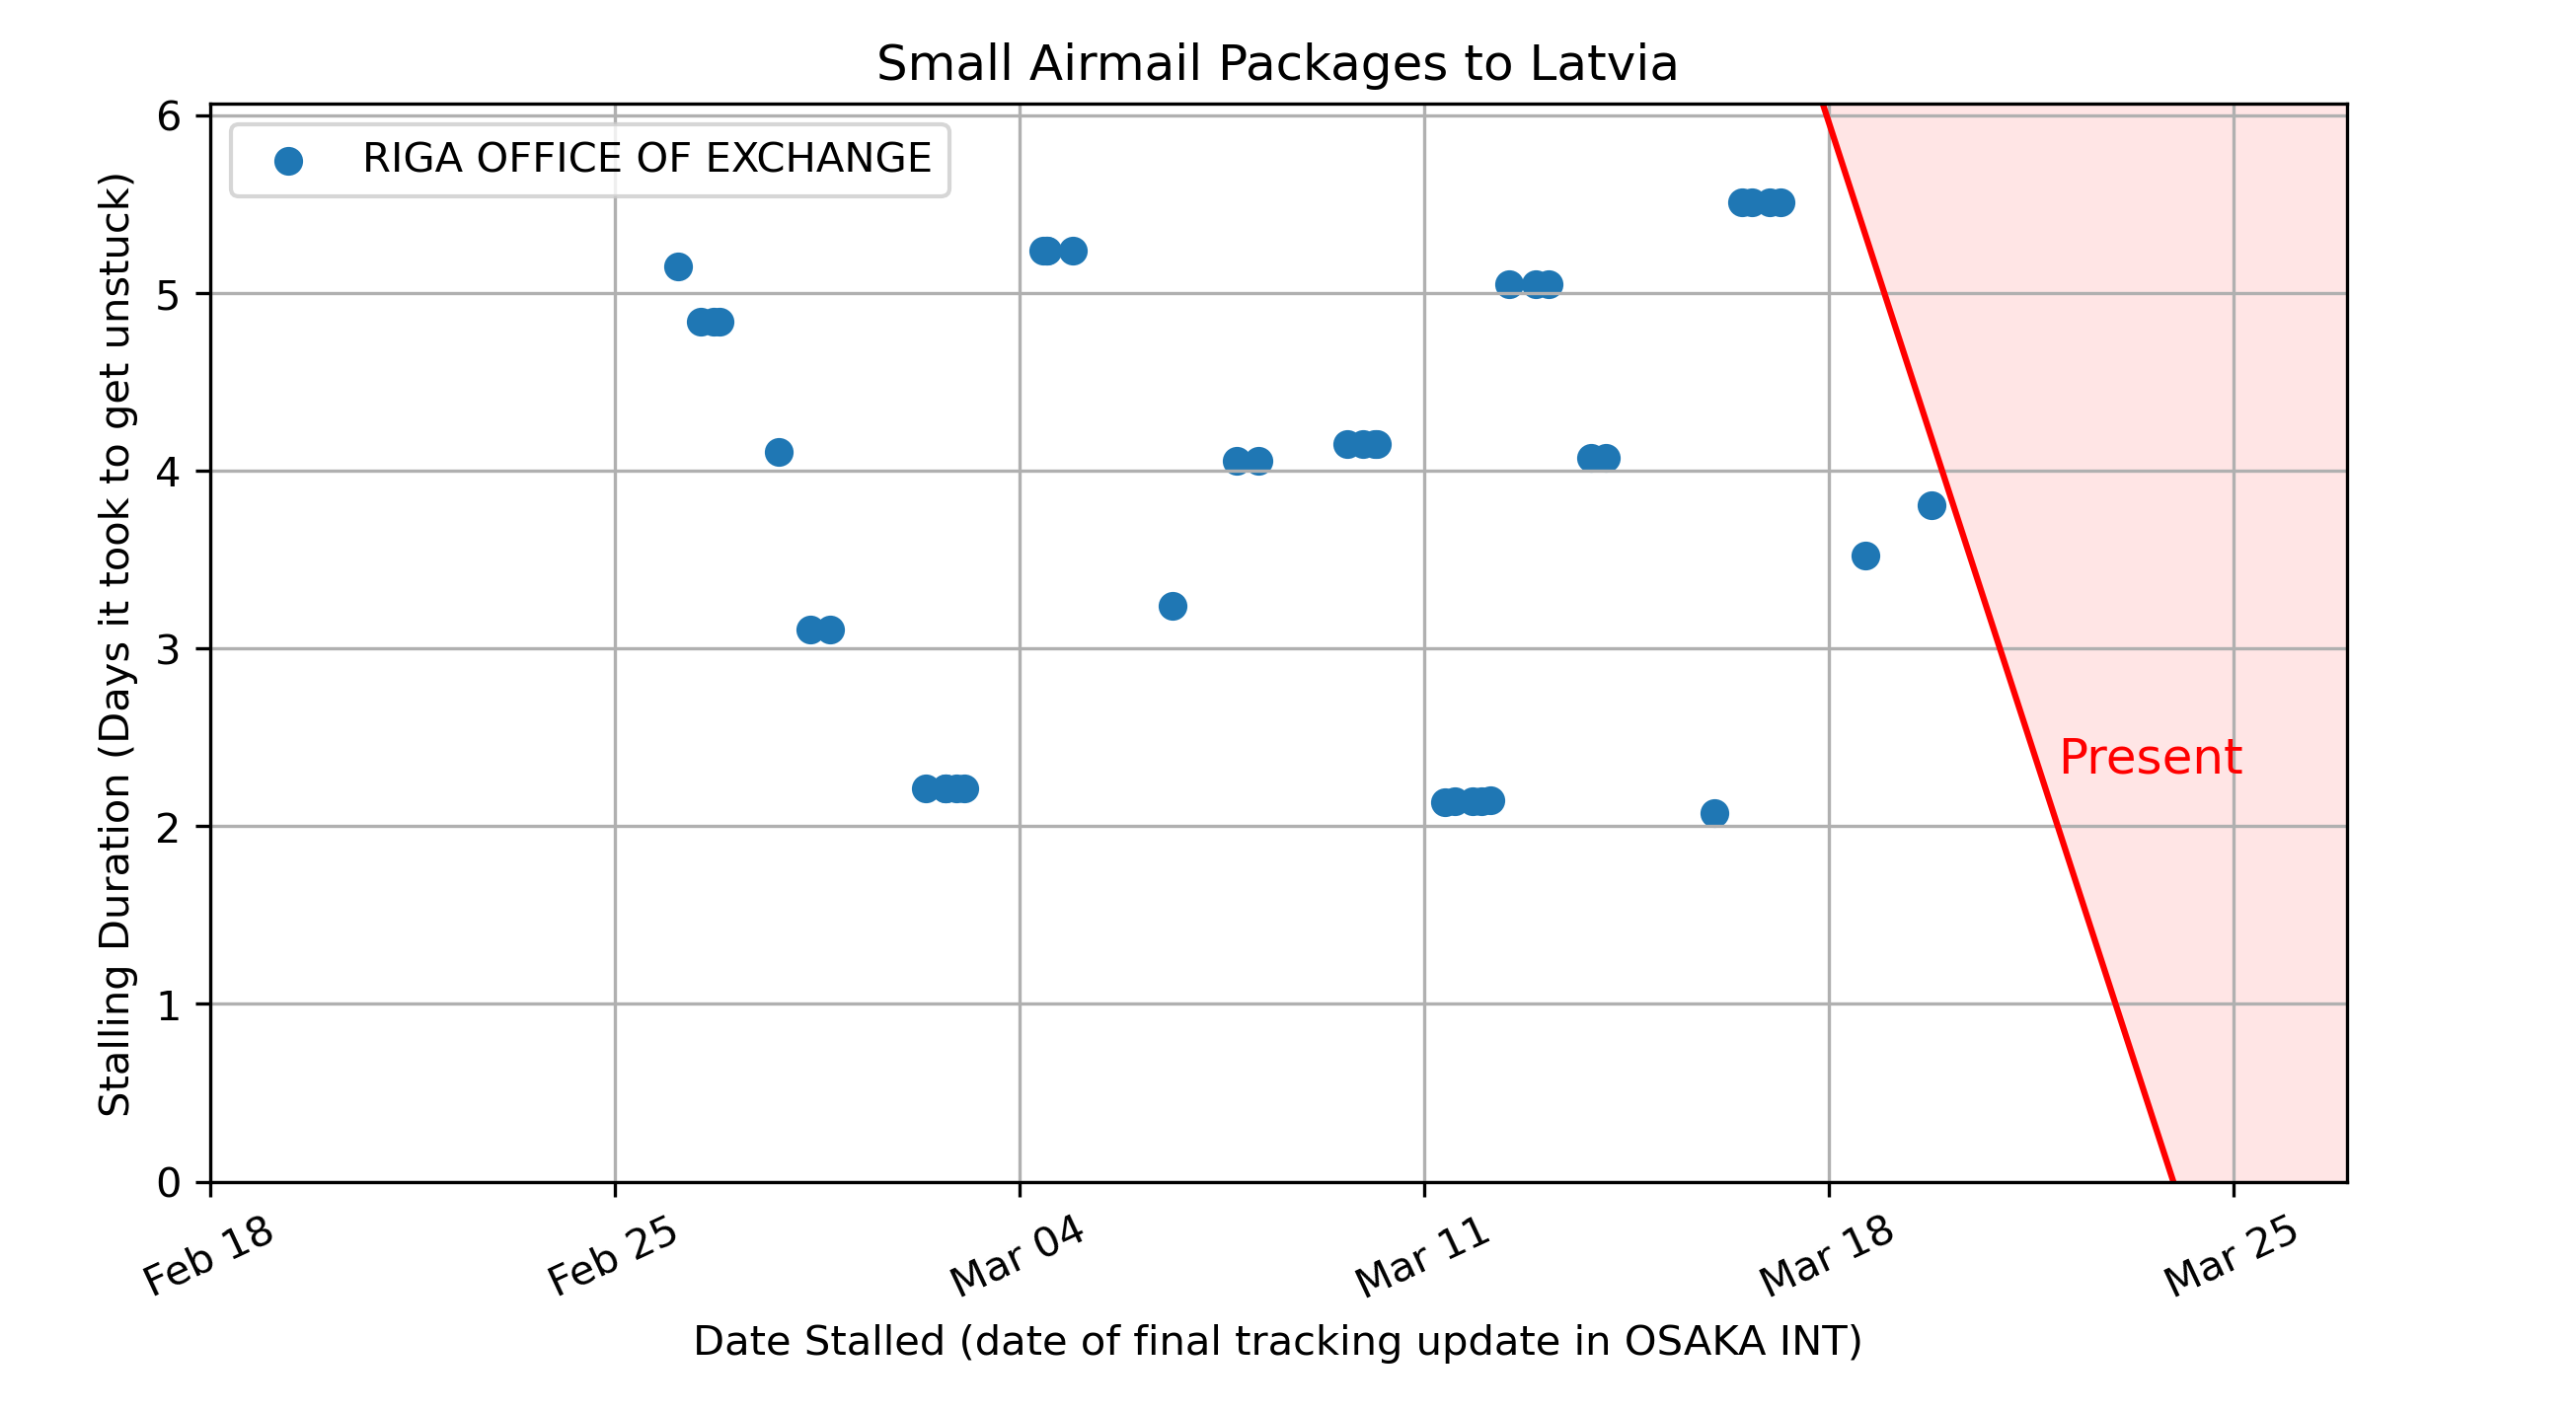 Small Airmail Packages to Latvia
RIGA OFFICE OF EXCHANGE
Stalling Duration (Days it took to get unstuck)
6
5
4
3
2
1
0
Present
Feb 18
Feb 25
Mar 04
Mar 11
Mar 18
Mar 25
Date Stalled (date of final tracking update in OSAKA INT)